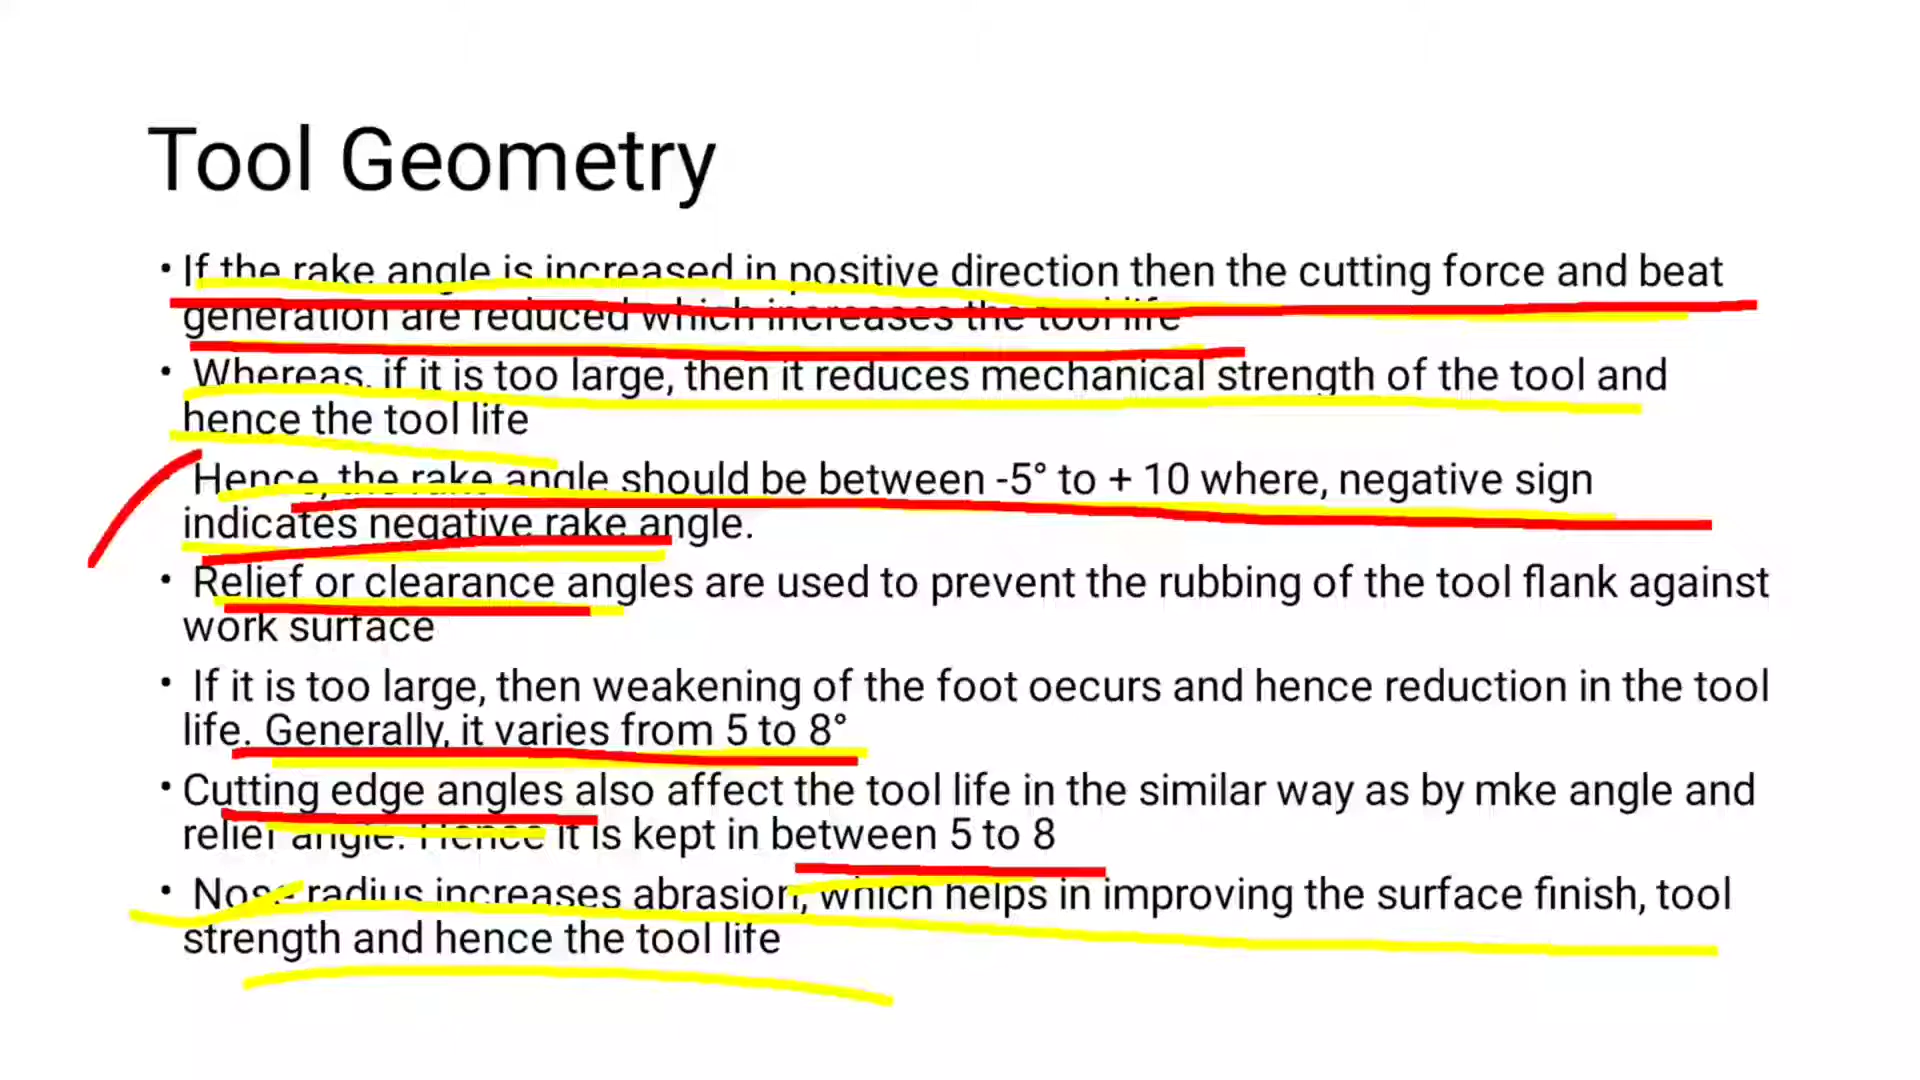 Tool Geometry
• If the rake angle is increased in positive direction then the cutting force and beat
generation are reduced which increases the tool life
• Whereas, if it is too large, then it reduces mechanical strength of the tool and
hence the tool life
Hence, the rake angle should be between -5° to + 10 where, negative sign
indicates negative rake angle.
• Relief or clearance angles are used to prevent the rubbing of the tool flank against
work surface
• If it is too large, then weakening of the foot oecurs and hence reduction in the tool
life. Generally, it varies from 5 to 8°
• Cutting edge angles also affect the tool life in the similar way as by mke angle and
relief angle. Hence it is kept in between 5 to 8
• Nose radius increases abrasion, which helps in improving the surface finish, tool
strength and hence the tool life